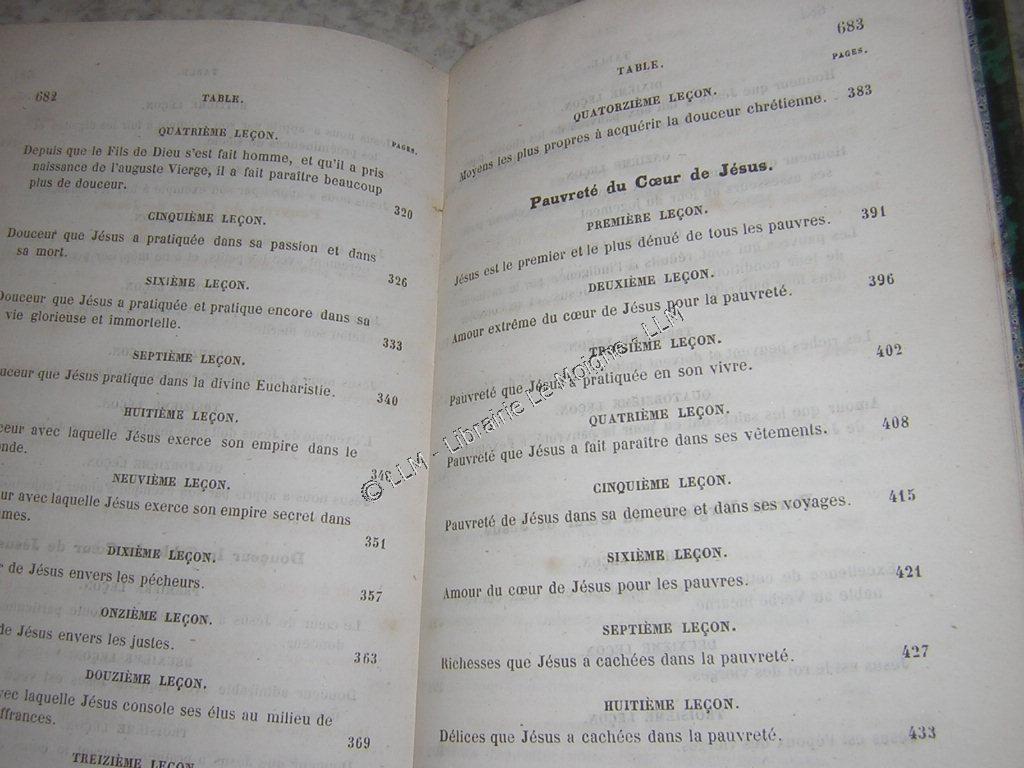 682
TABLE.
QUATRIÈME LEÇON.
PAGES.
Depuis que le Fils de Dieu s'est fait homme, et qu'il a pris
naissance de l'auguste Vierge, il a fait paraître beaucoup
plus de douceur. 320
CINQUIÈME LEÇON.
Douceur que Jésus a pratiquée dans sa passion et dans
sa mort. 326
SIXIÈME LEÇON.
Douceur que Jésus a pratiquée et pratique encore dans sa
vie glorieuse et immortelle. 333
SEPTIÈME LEÇON.
uceur que Jésus pratique dans la divine Eucharistie. 340
HUITIÈME LEÇON.
ceur avec laquelle Jésus exerce son empire dans le
onde.
NEUVIÈME LEÇON.
ur avec laquelle Jésus exerce son empire secret dans
mes. 351
DIXIÈME LEÇON.
r de Jésus envers les pécheurs. 357
ONZIÈME LEÇON.
de Jésus envers les justes. 363
DOUZIÈME LEÇON.
vec laquelle Jésus console ses élus au milieu de
ffrances. 369
TREIZIÈME LEÇON.
683
TABLE.
PAGES.
QUATORZIÈME LEÇON.
Moyens les plus propres à acquérir la douceur chrétienne. 383
Pauvreté du Cœur de Jésus.
PREMIÈRE LEÇON.
Jésus est le premier et le plus dénué de tous les pauvres. 391
DEUXIÈME LEÇON.
Amour extrême du cœur de Jésus pour la pauvreté. 396
TROISIÈME LEÇON.
Pauvreté que Jésus a pratiquée en son vivre. 402
QUATRIÈME LEÇON.
Pauvreté que Jésus a fait paraître dans ses vêtements. 408
CINQUIÈME LEÇON.
Pauvreté de Jésus dans sa demeure et dans ses voyages. 415
SIXIÈME LEÇON.
Amour du cœur de Jésus pour les pauvres. 421
SEPTIÈME LEÇON.
Richesses que Jésus a cachées dans la pauvreté. 427
HUITIÈME LEÇON.
Délices que Jésus a cachées dans la pauvreté. 433
© LLM - Librairie Le Moigne - LLM